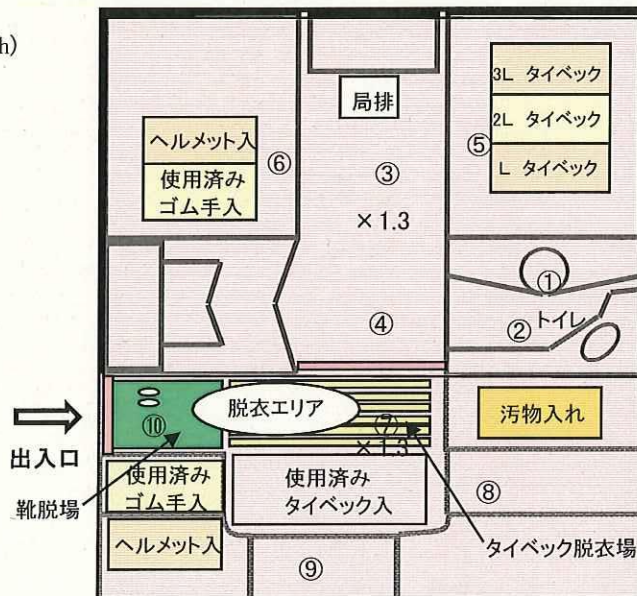 h)
3L タイベック
2L タイベック
L タイベック
⑤
局排
ヘルメット入
使用済み
ゴム手入
⑥
③
×1.3
④
①
②
トイレ
出入口
⑩
脱衣エリア
⑦
×1.3
汚物入れ
靴脱場
使用済み
ゴム手入
使用済み
タイベック入
⑧
ヘルメット入
⑨
タイベック脱衣場